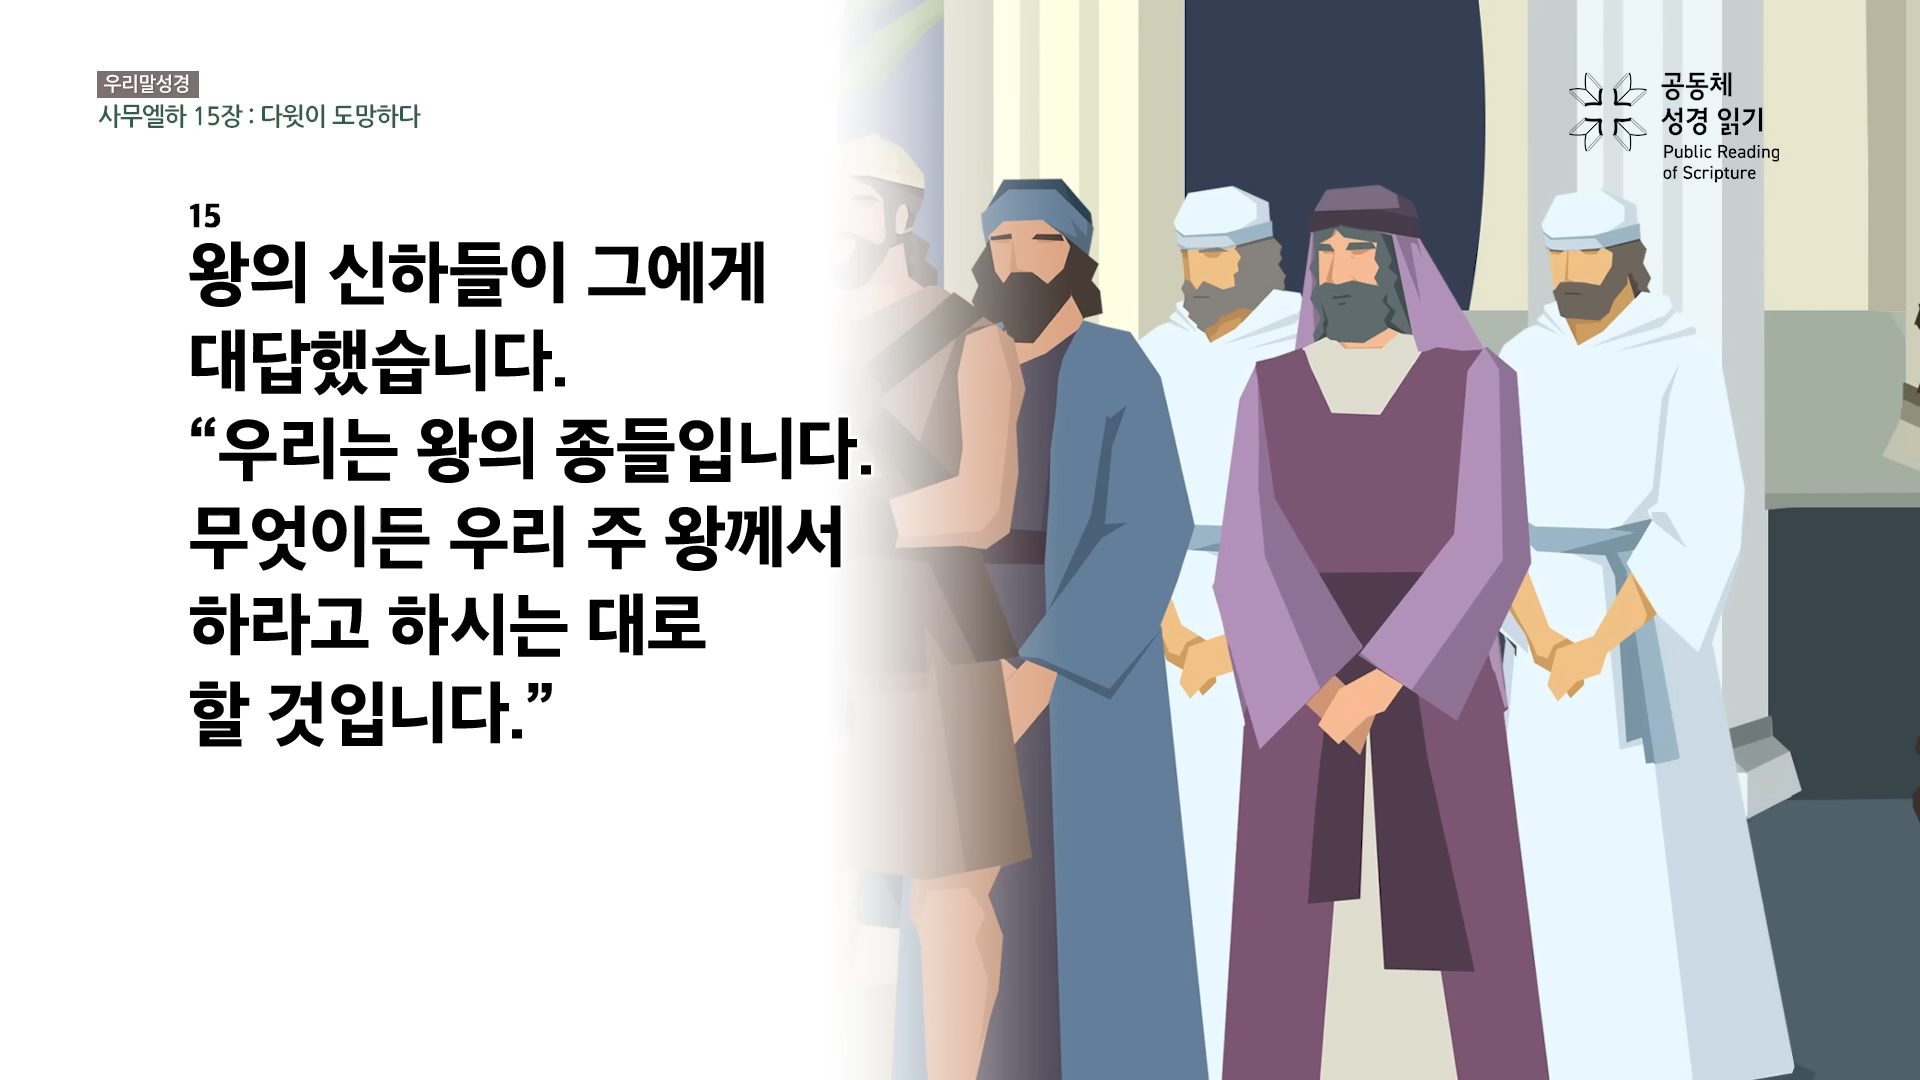 우리말성경
사무엘하 15장 : 다윗이 도망하다
공동체
성경 읽기
Public Reading
of Scripture
15
왕의 신하들이 그에게
대답했습니다.
“우리는 왕의 종들입니다.
무엇이든 우리 주 왕께서
하라고 하시는 대로
할 것입니다.”